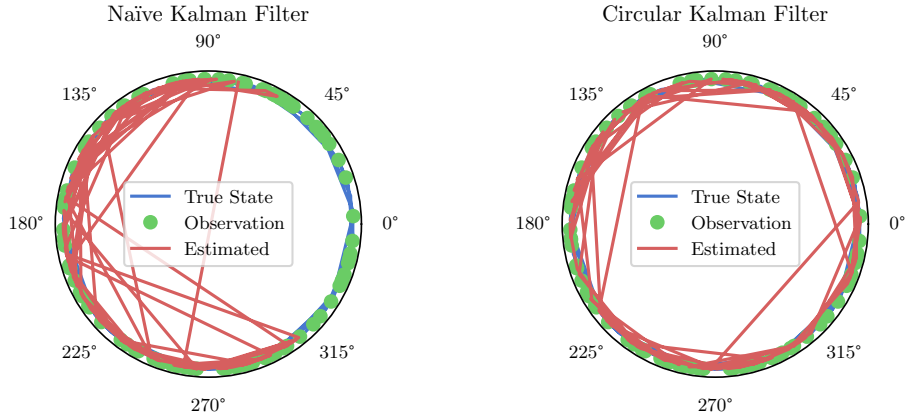 Naïve Kalman Filter
90°
135°
45°
180°
0°
225°
315°
270°
True State
Observation
Estimated
Circular Kalman Filter
90°
135°
45°
180°
0°
225°
315°
270°
True State
Observation
Estimated